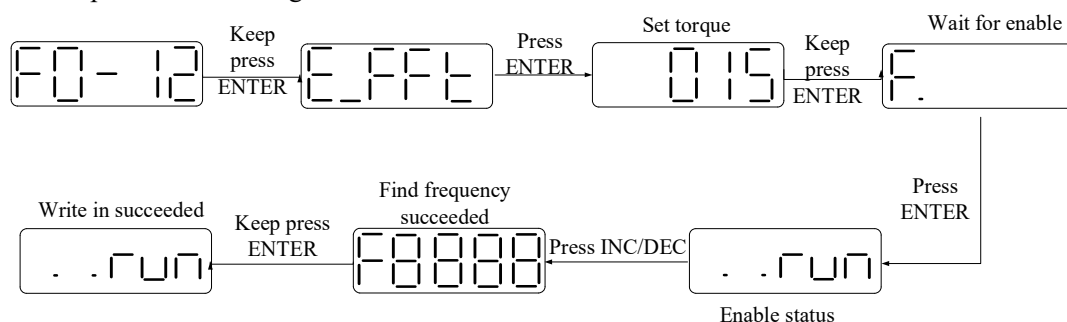 Set torque
Wait for enable
F0-12
Keep
press
ENTER
E_FFt
Press
ENTER
015
Keep
press
ENTER
F.
Press
ENTER
Write in succeeded
Find frequency
succeeded
..run
Keep press
ENTER
F8888
Press INC/DEC
..run
Enable status